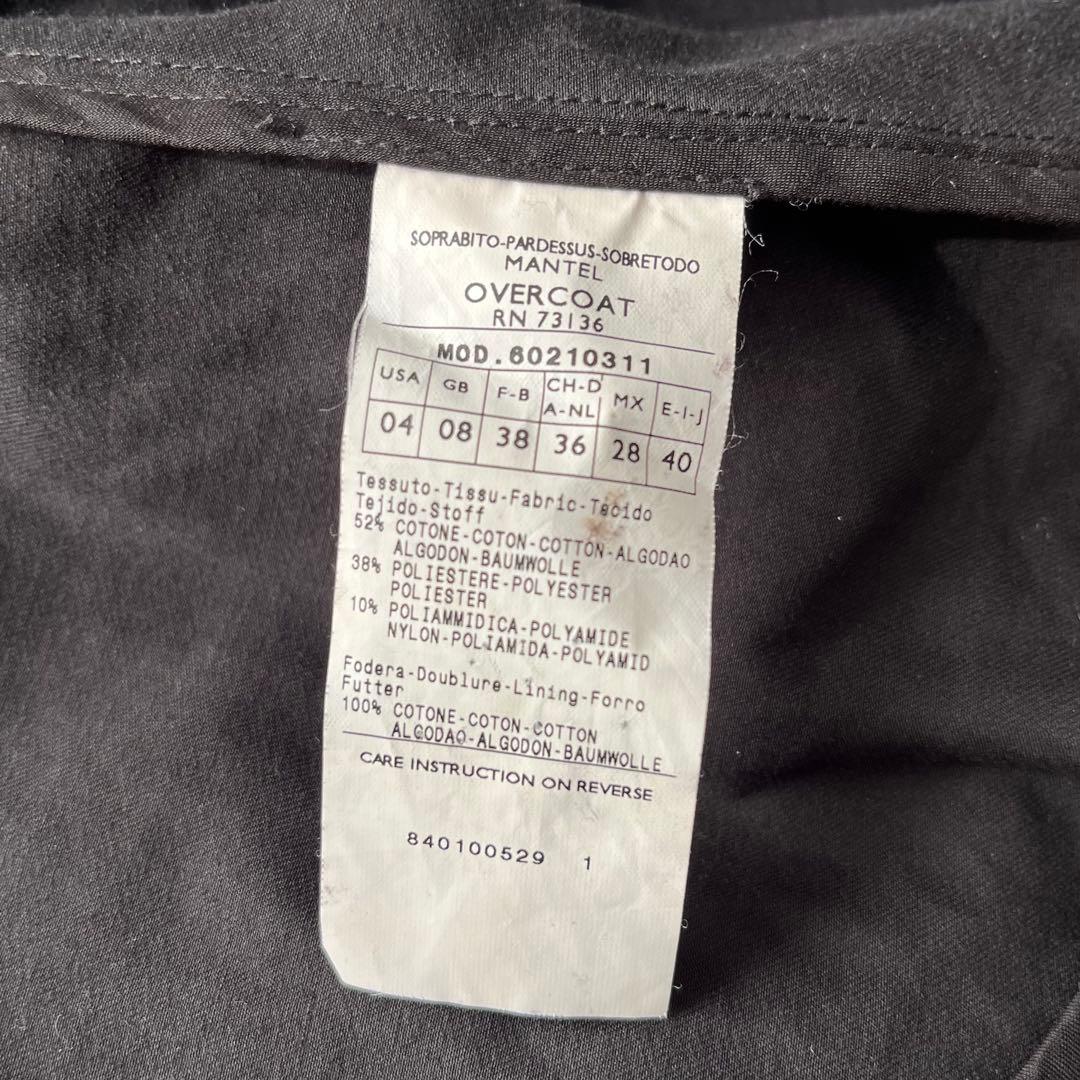 SOPRABITO-PARDESSUS-SOBRETODO
MANTEL
OVERCOAT
RN 73136
MOD.60210311
USA GB F-B CH-D A-NL MX E-I-J
04 08 38 36 28 40
Tessuto-Tissu-Fabric-Tecido
Tejido-Stoff
52% COTONE-COTON-COTTON-ALGODAO
ALGODON-BAUMWOLLE
38% POLIESTERE-POLYESTER
POLIESTER
10% POLIAMMIDICA-POLYAMIDE
NYLON-POLIAMIDA-POLYAMID
Fodera-Doublure-Lining-Forro
Futter
100% COTONE-COTON-COTTON
ALGODAO-ALGODON-BAUMWOLLE
CARE INSTRUCTION ON REVERSE
840100529 1